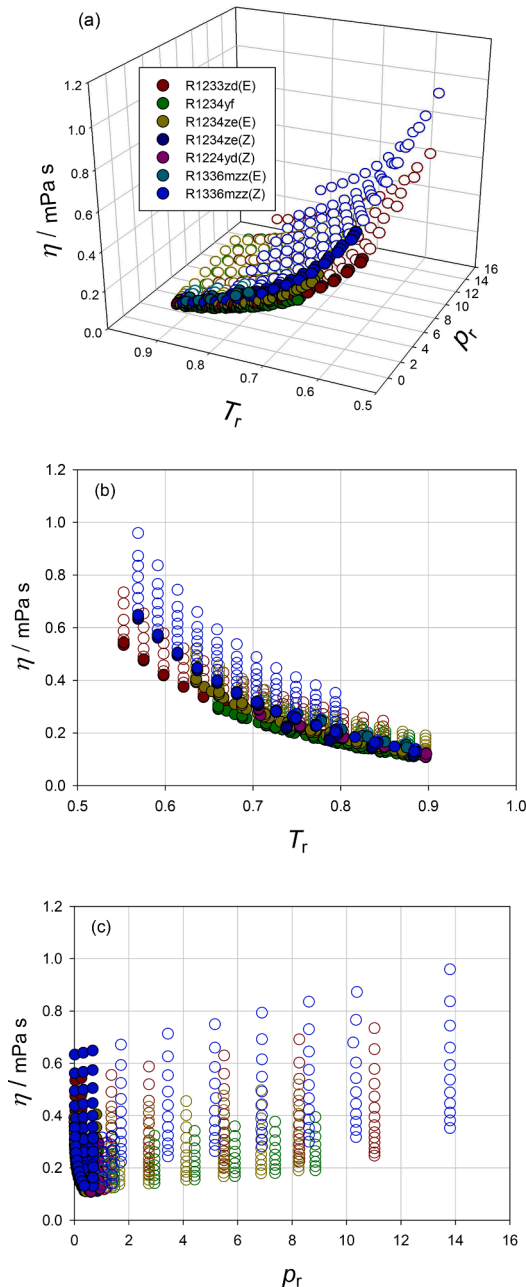 (a)
1.2
1.0
0.8
0.6
0.4
0.2
0.0
η / mPa s
R1233zd(E)
R1234yf
R1234ze(E)
R1234ze(Z)
R1224yd(Z)
R1336mzz(E)
R1336mzz(Z)
0.9
0.8
0.7
0.6
0.5
Tr
16
14
12
10
8
6
4
2
0
pr
(b)
1.2
1.0
0.8
0.6
0.4
0.2
0.0
η / mPa s
0.5 0.6 0.7 0.8 0.9 1.0
Tr
(c)
1.2
1.0
0.8
0.6
0.4
0.2
0.0
η / mPa s
0 2 4 6 8 10 12 14 16
pr